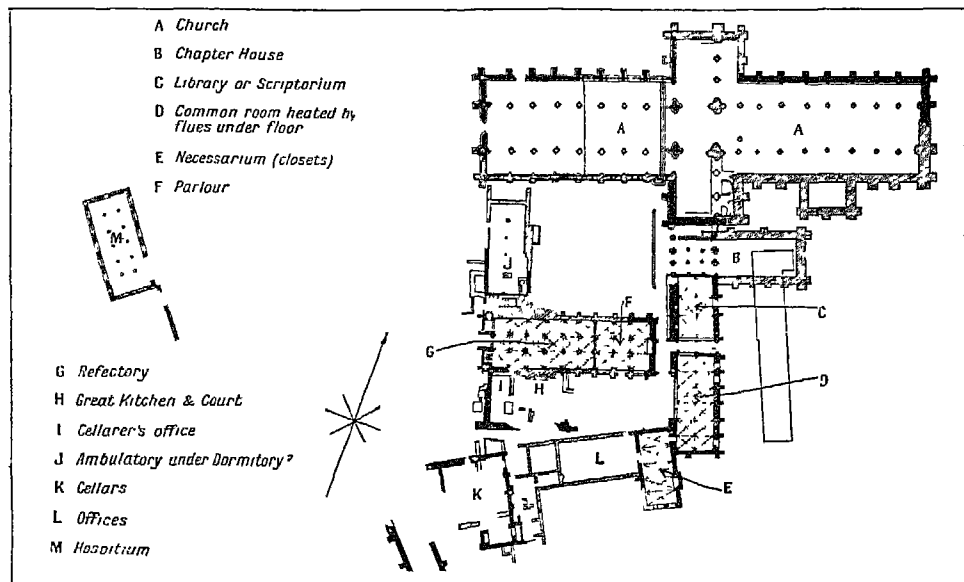 A Church
B Chapter House
C Library or Scriptorium
D Common room heated by
flues under floor
E Necessarium (closets)
F Parlour
G Refectory
H Great Kitchen & Court
I Cellarer's office
J Ambulatory under Dormitory?
K Cellars
L Offices
M Hospitium
A
A
B
M
J
F
C
G
I H
D
L
K
E